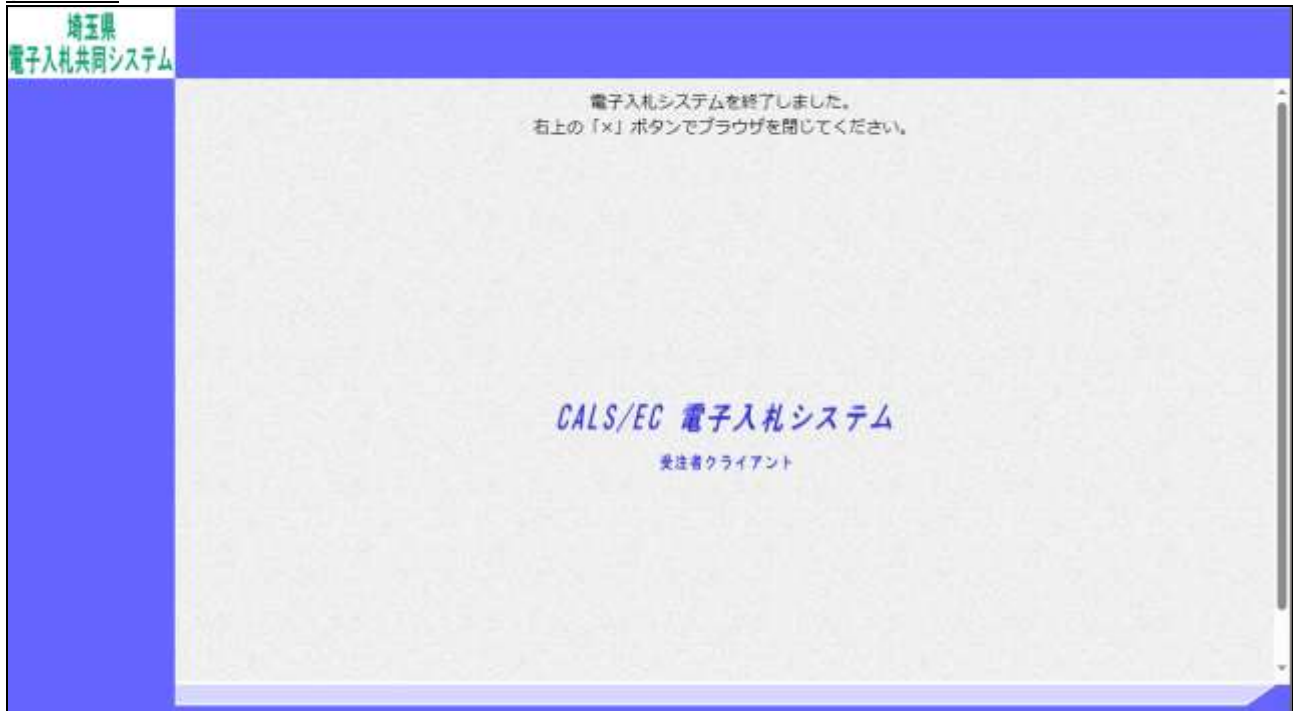 埼玉県
電子入札共同システム
電子入札システムを終了しました。
右上の「×」ボタンでブラウザを閉じてください。
CALS/EC 電子入札システム
受注者クライアント